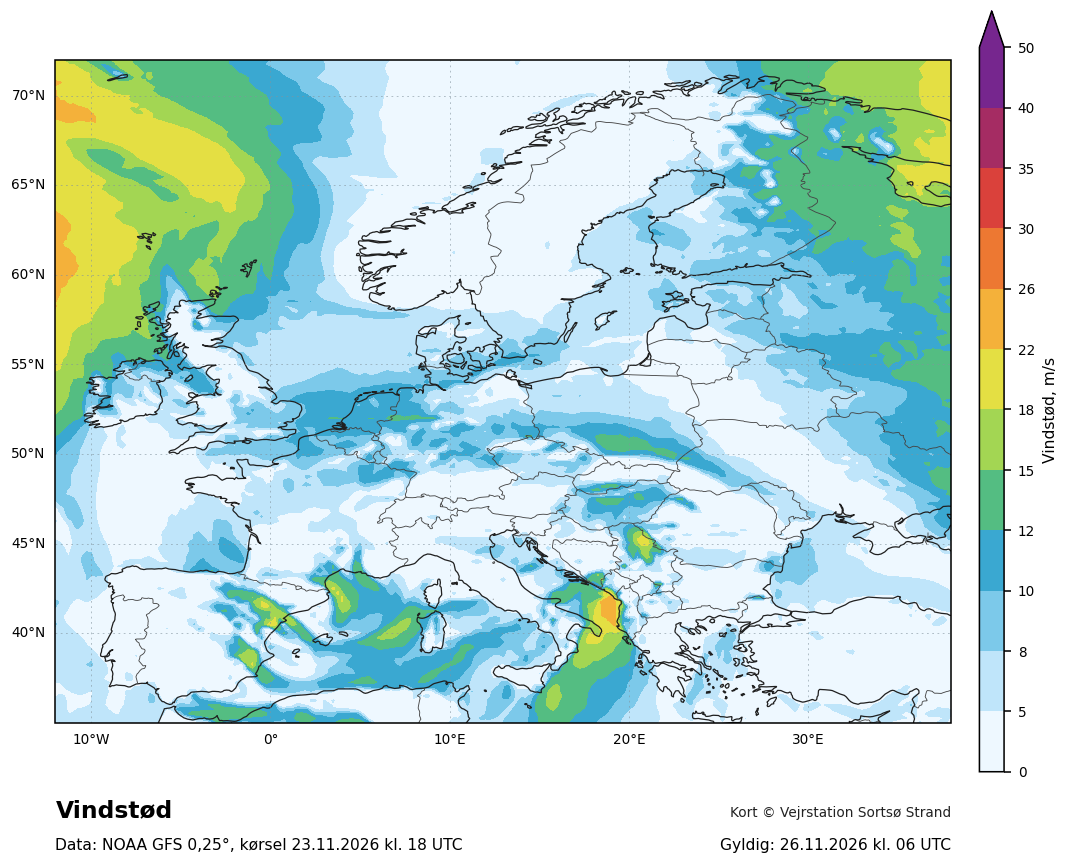 70°N
65°N
60°N
55°N
50°N
45°N
40°N
10°W
0°
10°E
20°E
30°E
50
40
35
30
26
22
18
15
12
10
8
5
0
Vindstød, m/s
Vindstød
Kort © Vejrstation Sortsø Strand
Data: NOAA GFS 0,25°, kørsel 23.11.2026 kl. 18 UTC
Gyldig: 26.11.2026 kl. 06 UTC